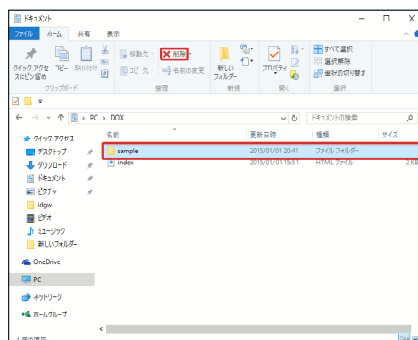 ドキュメント
ファイル ホーム 共有 表示
クイック アクセスにピン留め コピー 貼り付け 移動先 削除 コピー先 名前の変更 新しいフォルダー プロパティ 開く すべて選択 選択解除 選択の切り替え
クリップボード 整理 新規 開く 選択
PC > DOX ドキュメントの検索
名前 更新日時 種類 サイズ
クイック アクセス
sample 2015/01/01 20:41 ファイル フォルダー
デスクトップ
index 2015/01/01 15:51 HTML ファイル 2 KB
ダウンロード
ドキュメント
ピクチャ
idgw
ビデオ
ミュージック
新しいフォルダー
OneDrive
PC
ネットワーク
ホームグループ